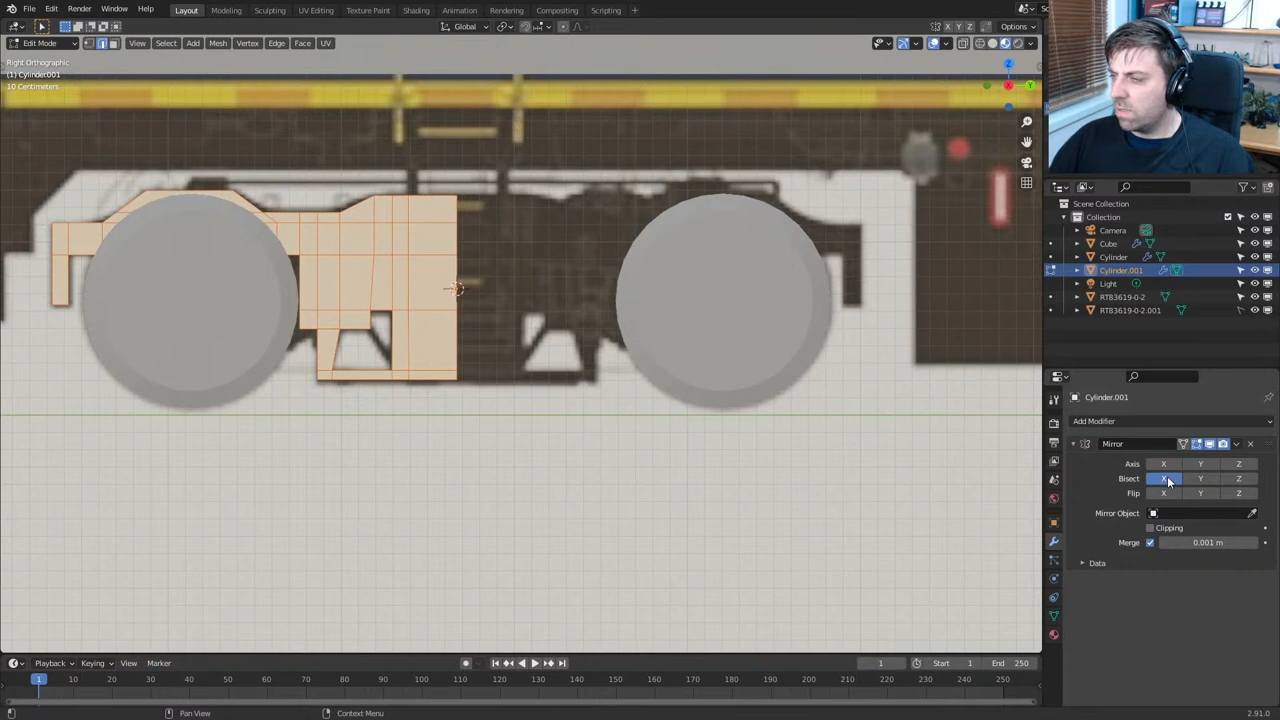 File Edit Render Window Help Layout Modeling Sculpting UV Editing Texture Paint Shading Animation Rendering Compositing Scripting +
Global Options
X Y Z
Edit Mode View Select Add Mesh Vertex Edge Face UV
Right Orthographic
(1) Cylinder.001
10 Centimeters
Z
X
Y
Scene Collection
Collection
Camera
Cube
Cylinder
Cylinder.001
Light
RT83619-0-2
RT83619-0-2.001
Cylinder.001
Add Modifier
Mirror
Axis X Y Z
Bisect X Y Z
Flip X Y Z
Mirror Object
Clipping
Merge 0.001 m
Data
Playback Keying View Marker 1 Start 1 End 250
1 10 20 30 40 50 60 70 80 90 100 110 120 130 140 150 160 170 180 190 200 210 220 230 240 250
Pan View Context Menu 2.91.0